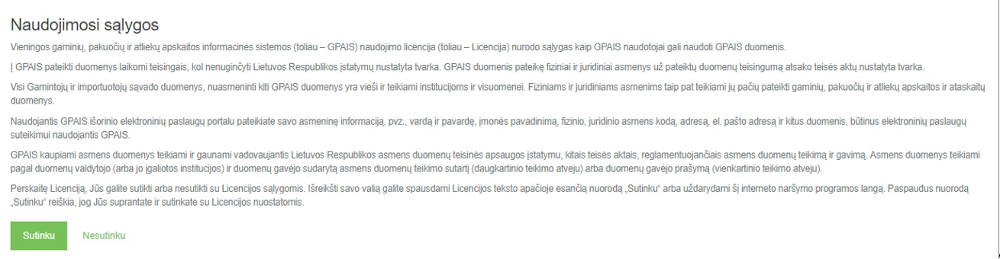 Naudojimosi sąlygos
Vieningos gaminių, pakuočių ir atliekų apskaitos informacinės sistemos (toliau – GPAIS) naudojimo licencija (toliau – Licencija) nurodo sąlygas kaip GPAIS naudotojai gali naudoti GPAIS duomenis.
Į GPAIS pateikti duomenys laikomi teisingais, kol nenuginčyti Lietuvos Respublikos įstatymų nustatyta tvarka. GPAIS duomenis pateikę fiziniai ir juridiniai asmenys už pateiktų duomenų teisingumą atsako teisės aktų nustatyta tvarka.
Visi Gamintojų ir importuotojų sąvado duomenys, nuasmeninti kiti GPAIS duomenys yra vieši ir teikiami institucijoms ir visuomenei. Fiziniams ir juridiniams asmenims taip pat teikiami jų pačių pateikti gaminių, pakuočių ir atliekų apskaitos ir ataskaitų
duomenys.
Naudojantis GPAIS išorinio elektroninių paslaugų portalu pateikiate savo asmeninę informaciją, pvz., vardą ir pavardę, įmonės pavadinimą, fizinio, juridinio asmens kodą, adresą, el. pašto adresą ir kitus duomenis, būtinus elektroninių paslaugų
suteikimui naudojantis GPAIS.
GPAIS kaupiami asmens duomenys teikiami ir gaunami vadovaujantis Lietuvos Respublikos asmens duomenų teisinės apsaugos įstatymu, kitais teisės aktais, reglamentuojančiais asmens duomenų teikimą ir gavimą. Asmens duomenys teikiami
pagal duomenų valdytojo (arba jo įgaliotos institucijos) ir duomenų gavėjo sudarytą asmens duomenų teikimo sutartį (daugkartinio teikimo atveju) arba duomenų gavėjo prašymą (vienkartinio teikimo atveju).
Perskaitę Licenciją, Jūs galite sutikti arba nesutikti su Licencijos sąlygomis. Išreikšti savo valią galite spausdami Licencijos teksto apačioje esančią nuorodą „Sutinku“ arba uždarydami šį interneto naršymo programos langą. Paspaudus nuorodą
„Sutinku“ reiškia, jog Jūs suprantate ir sutinkate su Licencijos nuostatomis.
Sutinku Nesutinku